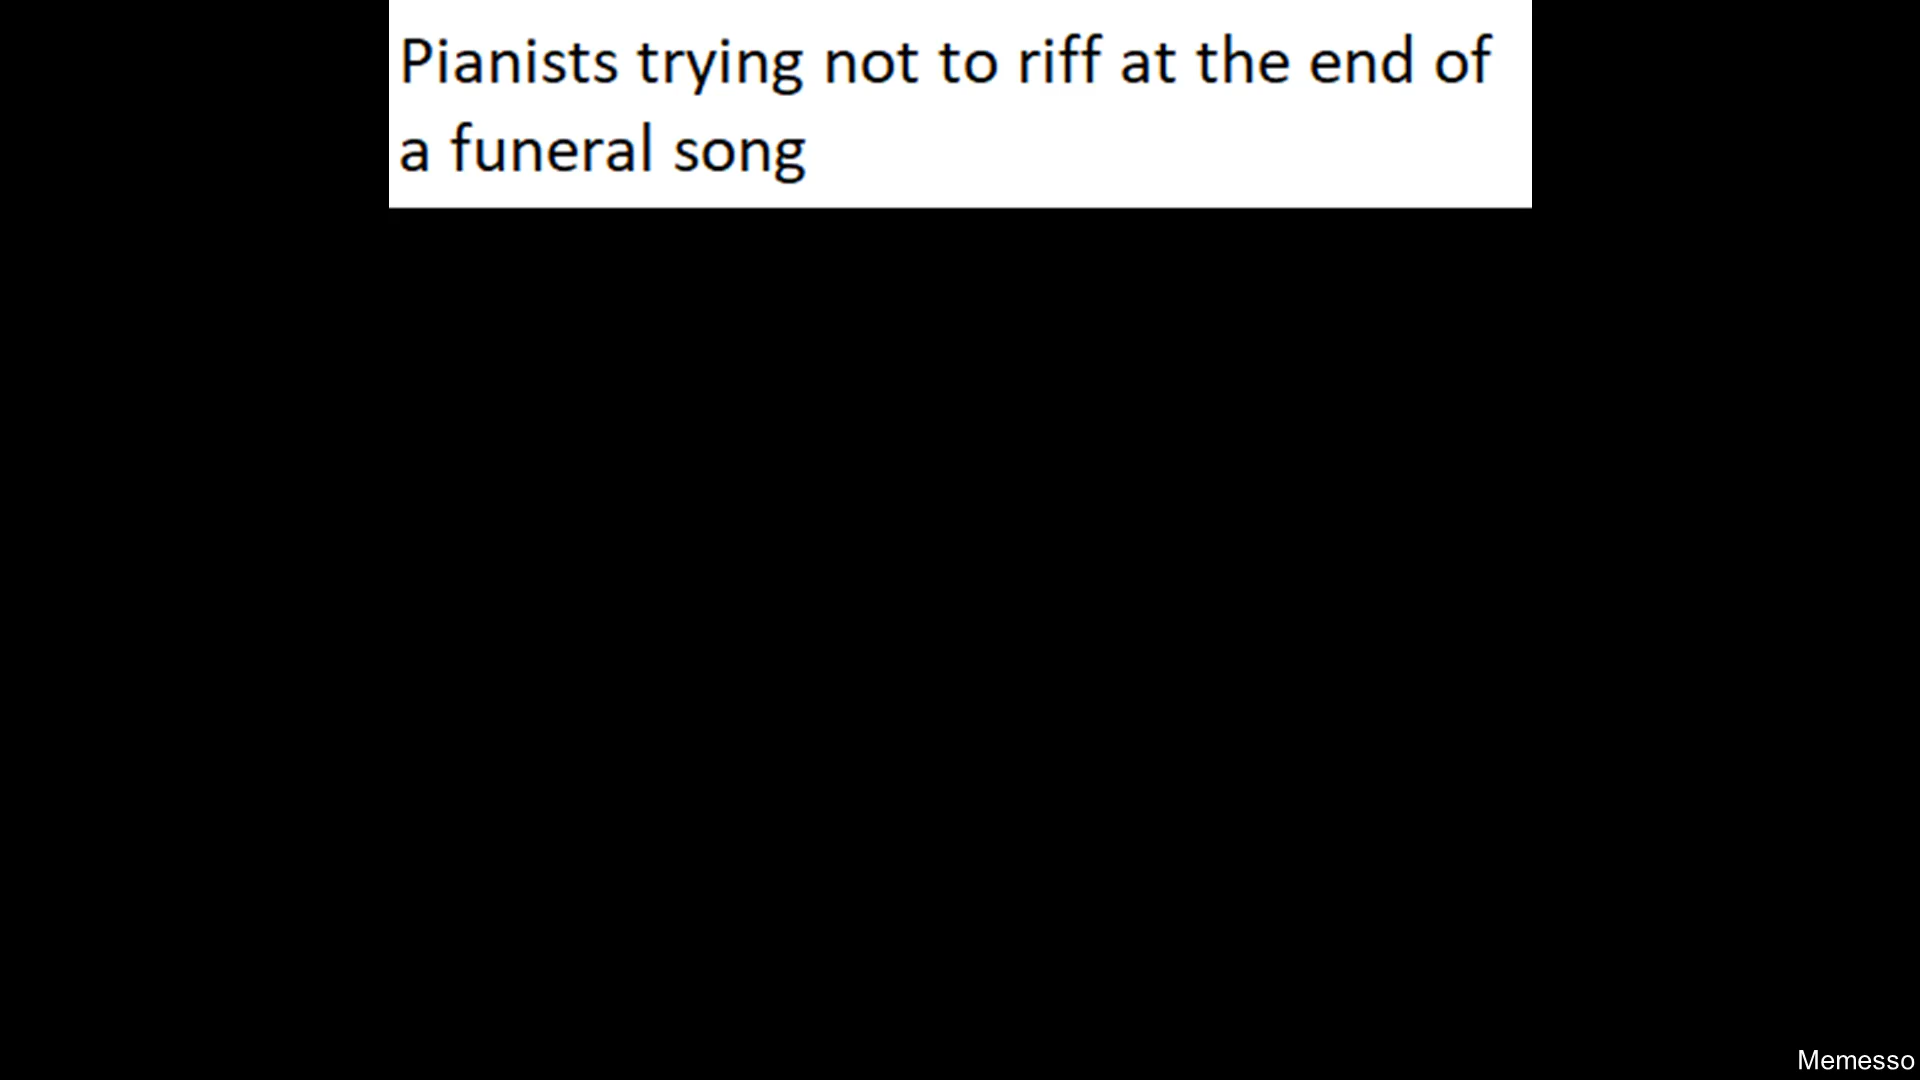 Pianists trying not to riff at the end of
a funeral song
Memesso